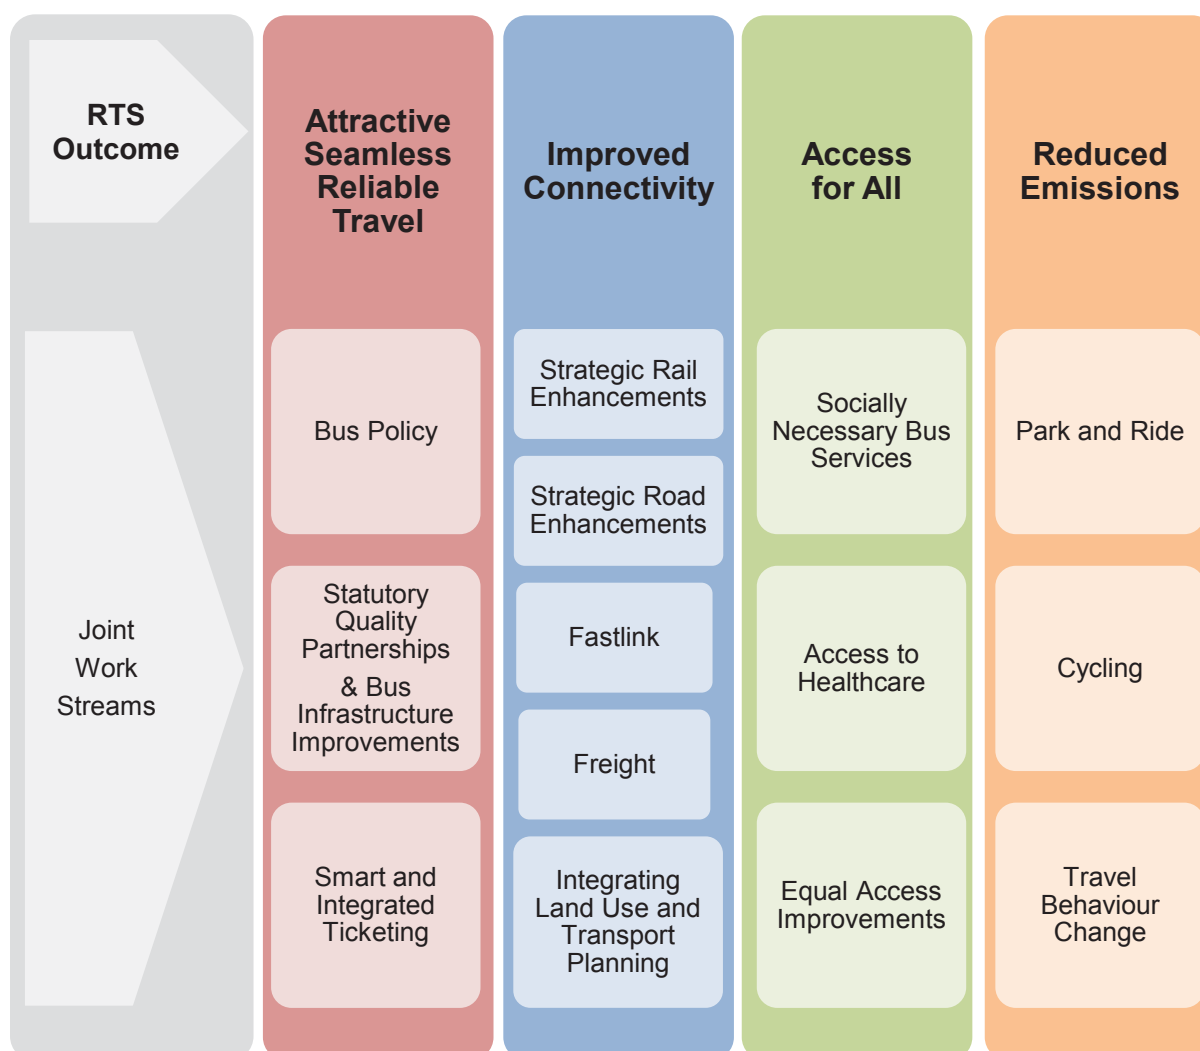 RTS
Outcome
Attractive
Seamless
Reliable
Travel
Improved
Connectivity
Access
for All
Reduced
Emissions
Joint
Work
Streams
Bus Policy
Statutory
Quality
Partnerships
& Bus
Infrastructure
Improvements
Smart and
Integrated
Ticketing
Strategic Rail
Enhancements
Strategic Road
Enhancements
Fastlink
Freight
Integrating
Land Use and
Transport
Planning
Socially
Necessary Bus
Services
Access to
Healthcare
Equal Access
Improvements
Park and Ride
Cycling
Travel
Behaviour
Change